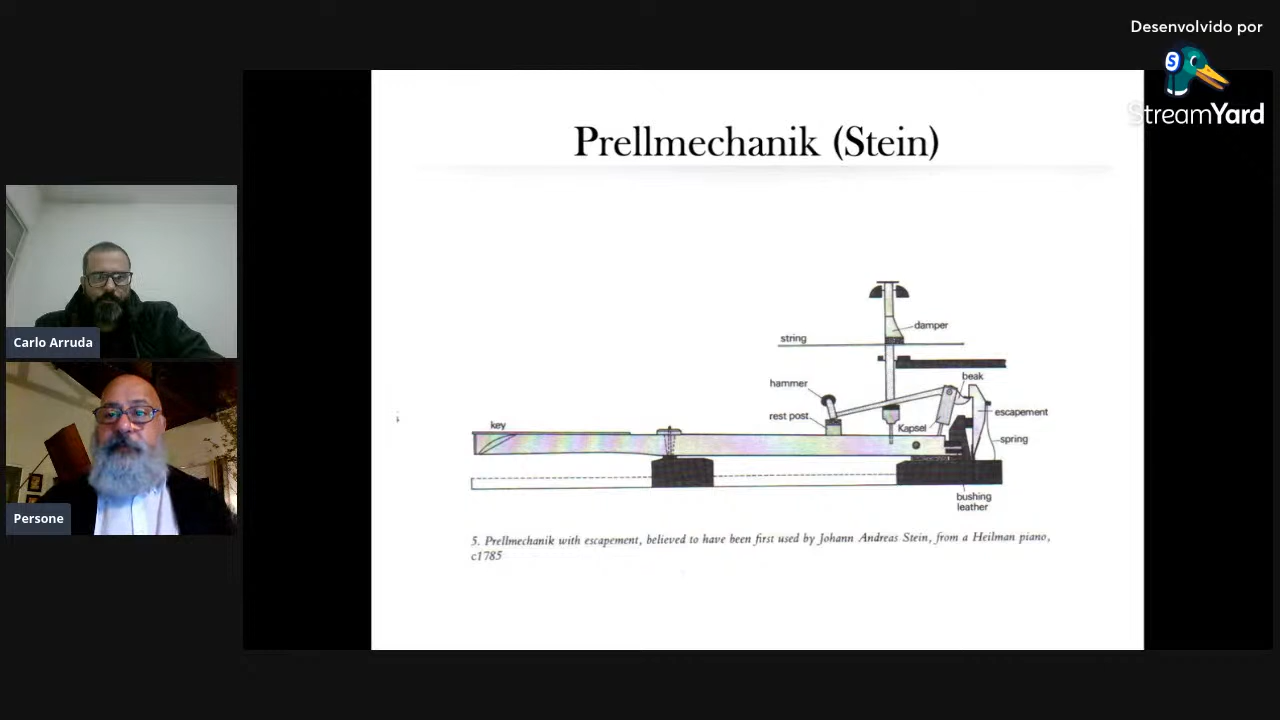 Desenvolvido por
StreamYard
Prellmechanik (Stein)
damper
string
beak
hammer
escapement
rest post
Kapsel
key
spring
bushing
leather
5. Prellmechanik with escapement, believed to have been first used by Johann Andreas Stein, from a Heilman piano,
c1785
Carlo Arruda
Persone